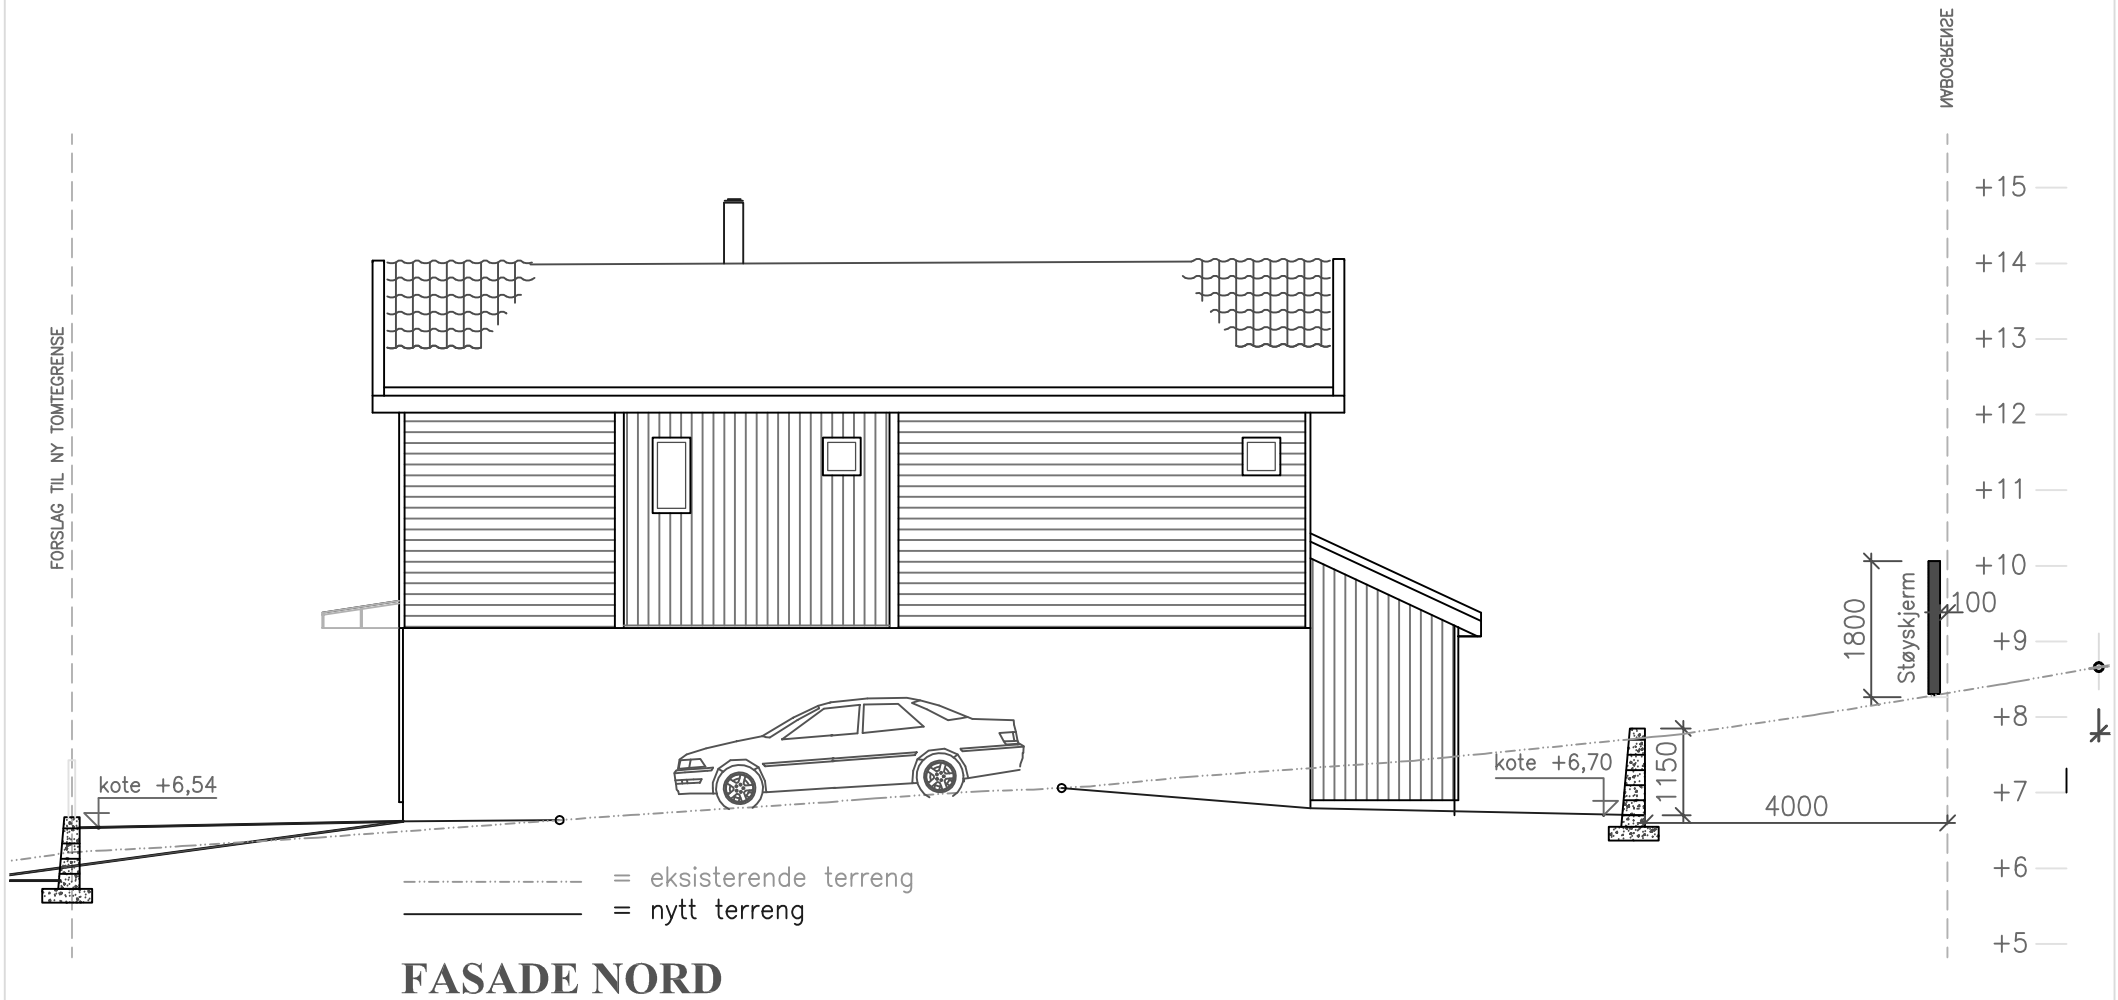 NABOGRENSE
FORSLAG TIL NY TOMTEGRENSE
+15
+14
+13
+12
+11
+10
+9
+8
+7
+6
+5
1800
Støyskjerm
100
kote +6,54
kote +6,70
1150
4000
= eksisterende terreng
= nytt terreng
FASADE NORD